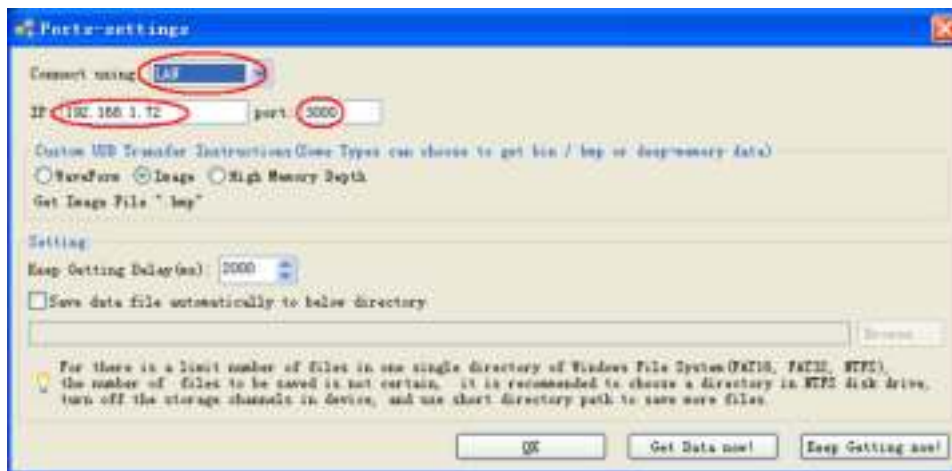 Ports-settings
Connect using: LAN
IP: 192.168.1.72 port: 3000
Custom USB Transfer Instructions(Some Types can choose to get bin / bmp or deep-memory data)
WaveForm Image High Memory Depth
Get Image File ".bmp"
Setting:
Keep Getting Delay(ms): 2000
Save data file automatically to below directory
Browse
For there is a limit number of files in one single directory of Windows File System(FAT16, FAT32, NTFS),
the number of files to be saved is not certain, it is recommended to choose a directory in NTFS disk drive,
turn off the storage channels in device, and use short directory path to save more files.
OK Get Data now! Keep Getting now!